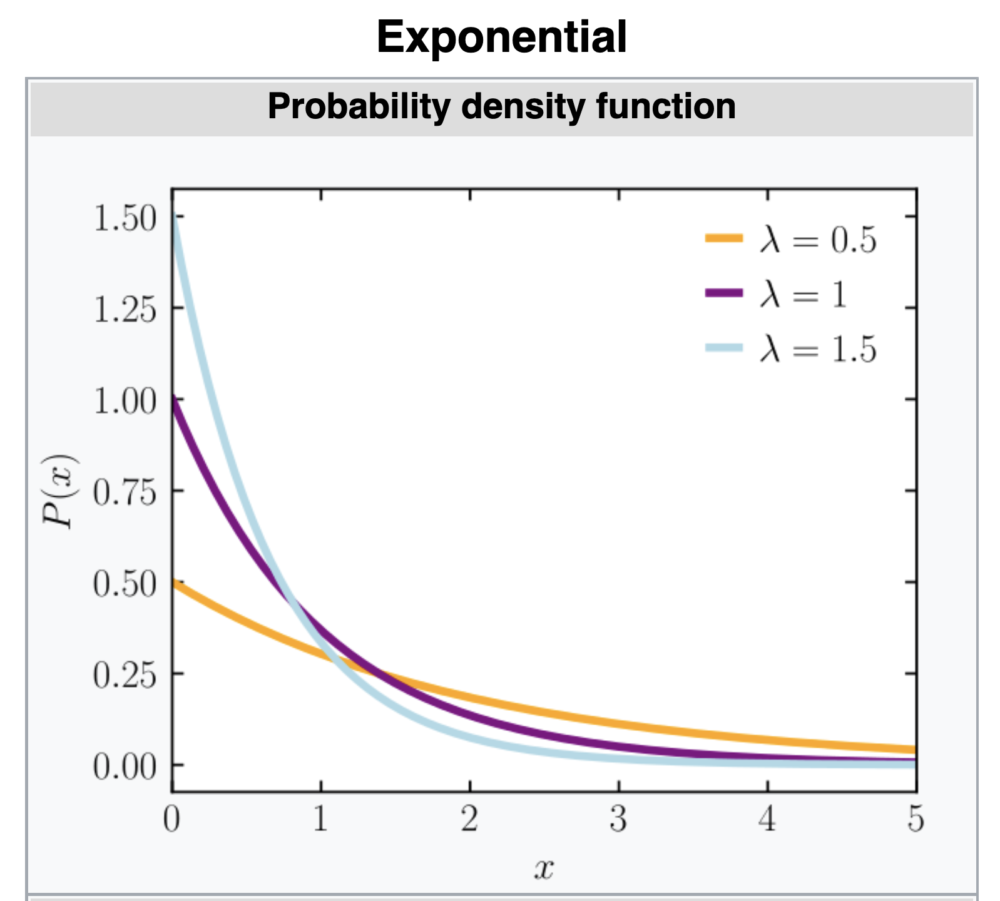 Exponential
Probability density function
1.50
1.25
1.00
0.75
0.50
0.25
0.00
P(x)
λ = 0.5
λ = 1
λ = 1.5
0 1 2 3 4 5
x